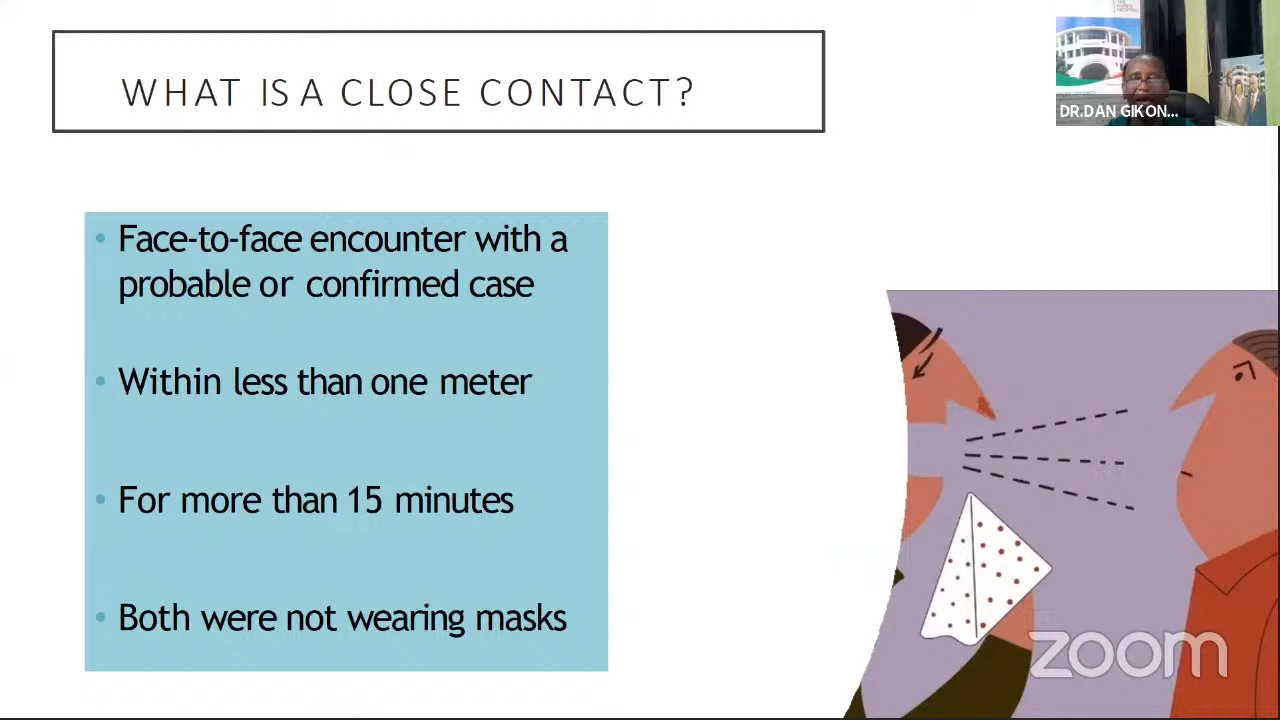 WHAT IS A CLOSE CONTACT?
DR.DAN GIKON...
• Face-to-face encounter with a
probable or confirmed case
• Within less than one meter
• For more than 15 minutes
• Both were not wearing masks
zoom